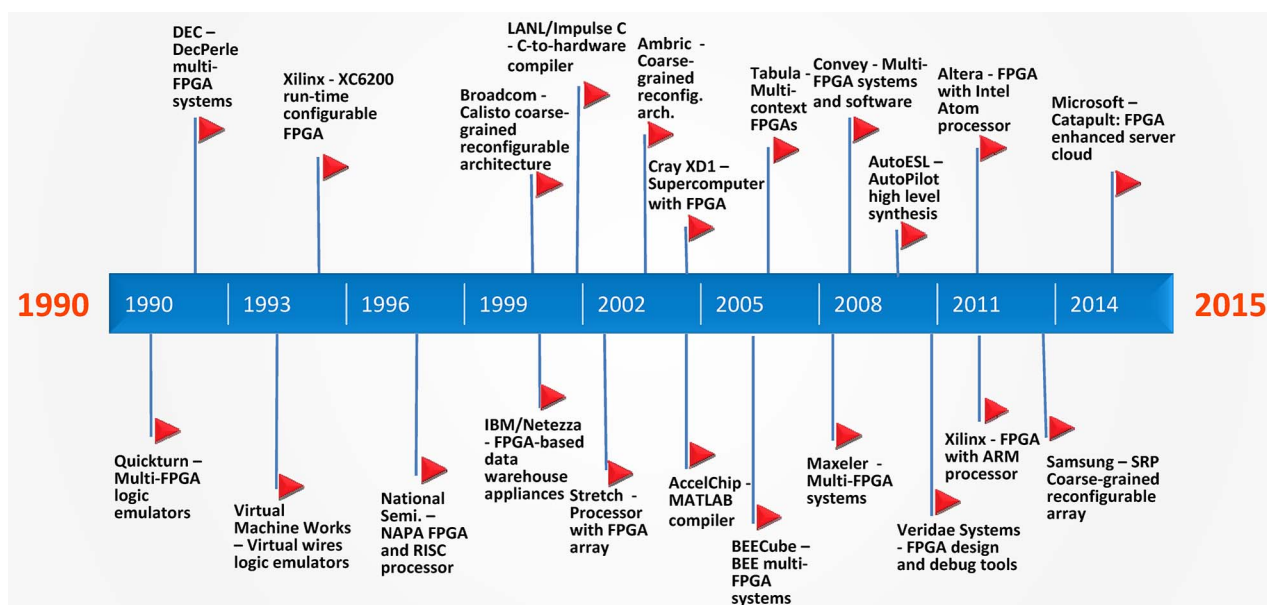 DEC –
DecPerle
multi-
FPGA
systems
Xilinx - XC6200
run-time
configurable
FPGA
Broadcom -
Calisto coarse-
grained
reconfigurable
architecture
LANL/Impulse C
- C-to-hardware
compiler
Ambric -
Coarse-
grained
reconfig.
arch.
Cray XD1 –
Supercomputer
with FPGA
Tabula -
Multi-
context
FPGAs
Convey - Multi-
FPGA systems
and software
AutoESL –
AutoPilot
high level
synthesis
Altera - FPGA
with Intel
Atom
processor
Microsoft –
Catapult: FPGA
enhanced server
cloud
1990
1990
1993
1996
1999
2002
2005
2008
2011
2014
2015
Quickturn –
Multi-FPGA
logic
emulators
Virtual
Machine Works
– Virtual wires
logic emulators
National
Semi. –
NAPA FPGA
and RISC
processor
IBM/Netezza
- FPGA-based
data
warehouse
appliances
Stretch -
Processor
with FPGA
array
AccelChip -
MATLAB
compiler
BEECube –
BEE multi-
FPGA
systems
Maxeler -
Multi-FPGA
systems
Veridae Systems
- FPGA design
and debug tools
Xilinx - FPGA
with ARM
processor
Samsung – SRP
Coarse-grained
reconfigurable
array